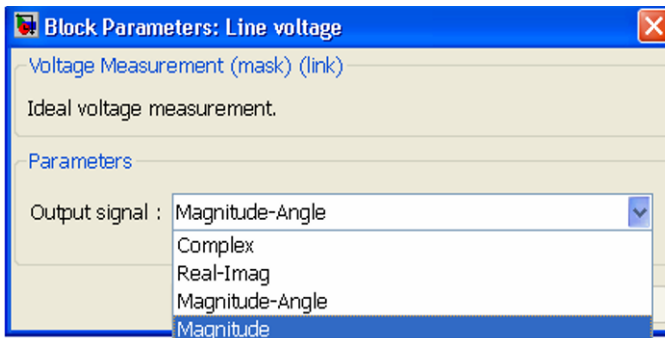 Block Parameters: Line voltage
Voltage Measurement (mask) (link)
Ideal voltage measurement.
Parameters
Output signal : Magnitude-Angle
Complex
Real-Imag
Magnitude-Angle
Magnitude